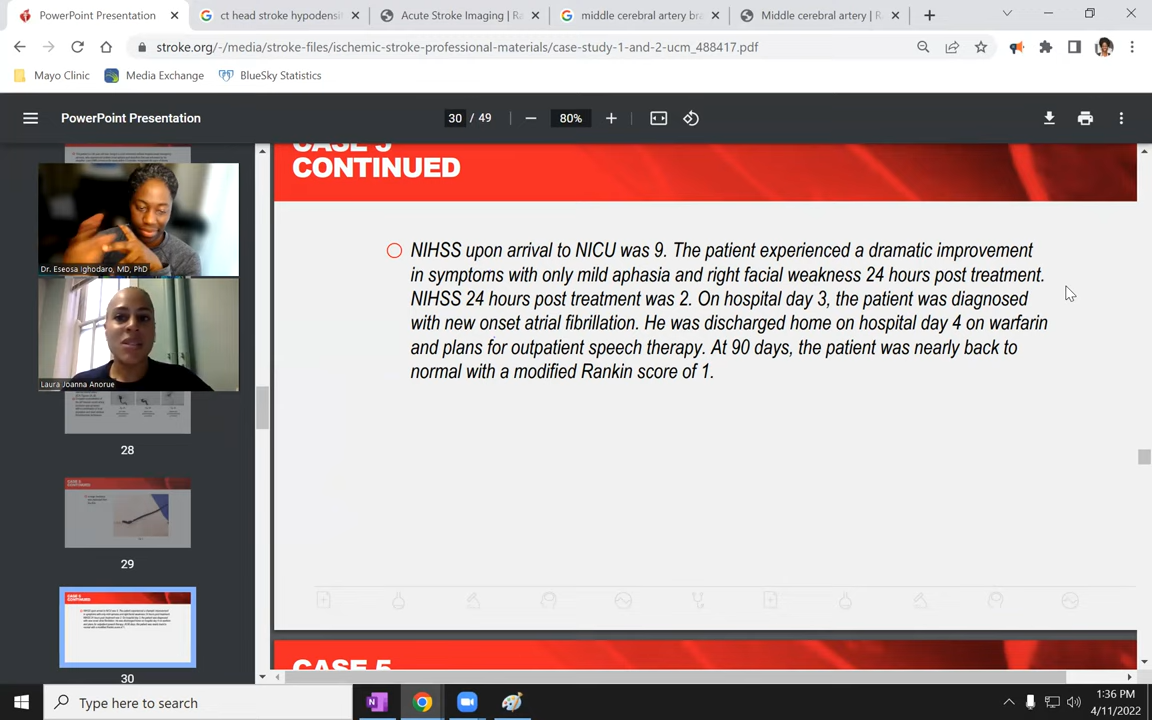 PowerPoint Presentation
ct head stroke hypodensit
Acute Stroke Imaging | Ra
middle cerebral artery bra
Middle cerebral artery | R
stroke.org/-/media/stroke-files/ischemic-stroke-professional-materials/case-study-1-and-2-ucm_488417.pdf
Mayo Clinic
Media Exchange
BlueSky Statistics
PowerPoint Presentation
30 / 49
80%
CONTINUED
NIHSS upon arrival to NICU was 9. The patient experienced a dramatic improvement
in symptoms with only mild aphasia and right facial weakness 24 hours post treatment.
NIHSS 24 hours post treatment was 2. On hospital day 3, the patient was diagnosed
with new onset atrial fibrillation. He was discharged home on hospital day 4 on warfarin
and plans for outpatient speech therapy. At 90 days, the patient was nearly back to
normal with a modified Rankin score of 1.
CASE 5
Dr. Eseosa Ighodaro, MD, PhD
Laura Joanna Anorue
28
29
CONTINUED
30
Type here to search
1:36 PM
4/11/2022